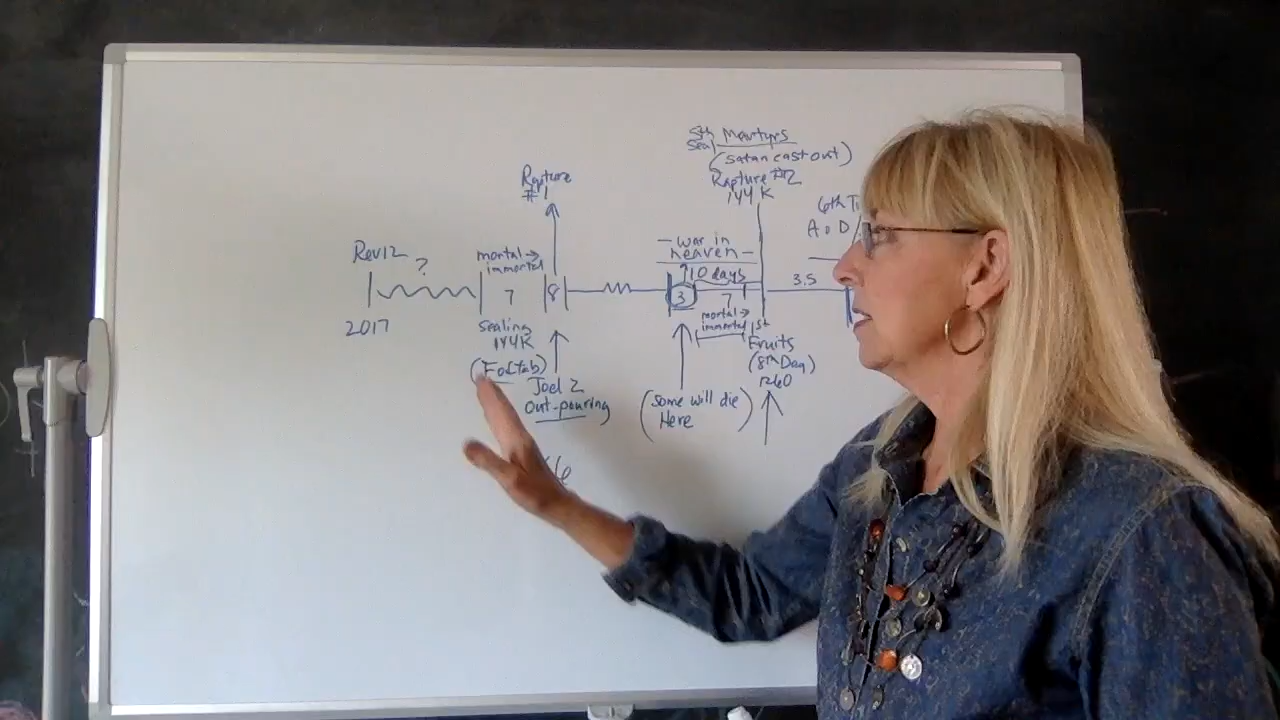 5th
Seal
Martyrs
(Satan cast out)
Rapture #2
144K
Rapture
#1
6th
A o D
Rev12
?
mortal →
immortal
— war in
heaven —
10 days
7
8
3
7
3.5
2017
sealing
144K
(FofTab)
mortal →
immortal
1st
Fruits
(8th Day)
1260
Joel 2
Out-pouring
(Some will die
Here)